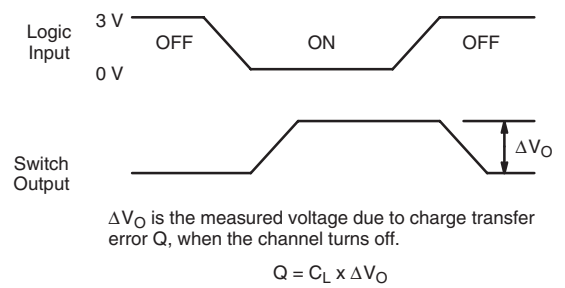 3 V
Logic
Input
OFF
ON
OFF
0 V
Switch
Output
ΔVO
ΔVO is the measured voltage due to charge transfer
error Q, when the channel turns off.
Q = CL x ΔVO